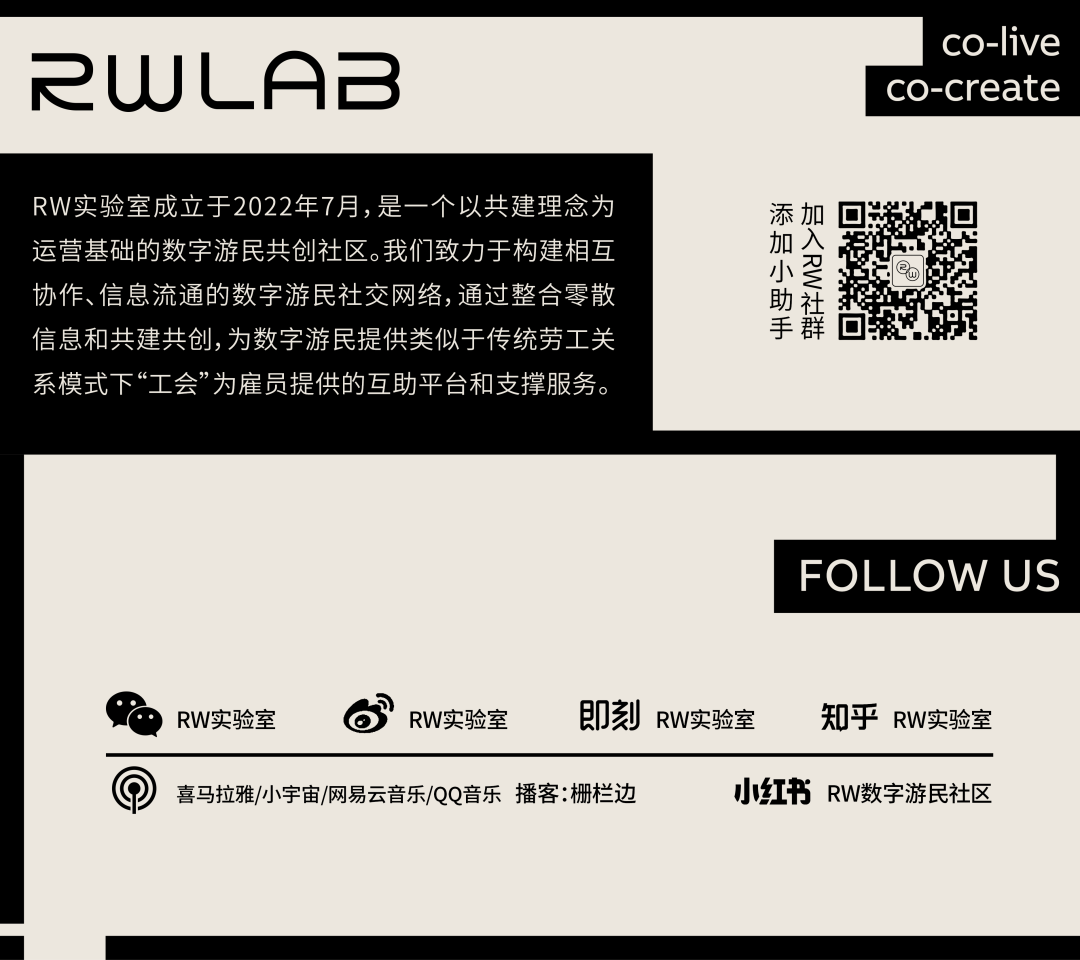 RWLAB
co-live
co-create
RW实验室成立于2022年7月，是一个以共建理念为
运营基础的数字游民共创社区。我们致力于构建相互
协作、信息流通的数字游民社交网络，通过整合零散
信息和共建共创，为数字游民提供类似于传统劳工关
系模式下“工会”为雇员提供的互助平台和支撑服务。
添加小助手
加入RW社群
RW
FOLLOW US
RW实验室
RW实验室
即刻 RW实验室
知乎 RW实验室
喜马拉雅/小宇宙/网易云音乐/QQ音乐 播客：栅栏边
小红书 RW数字游民社区